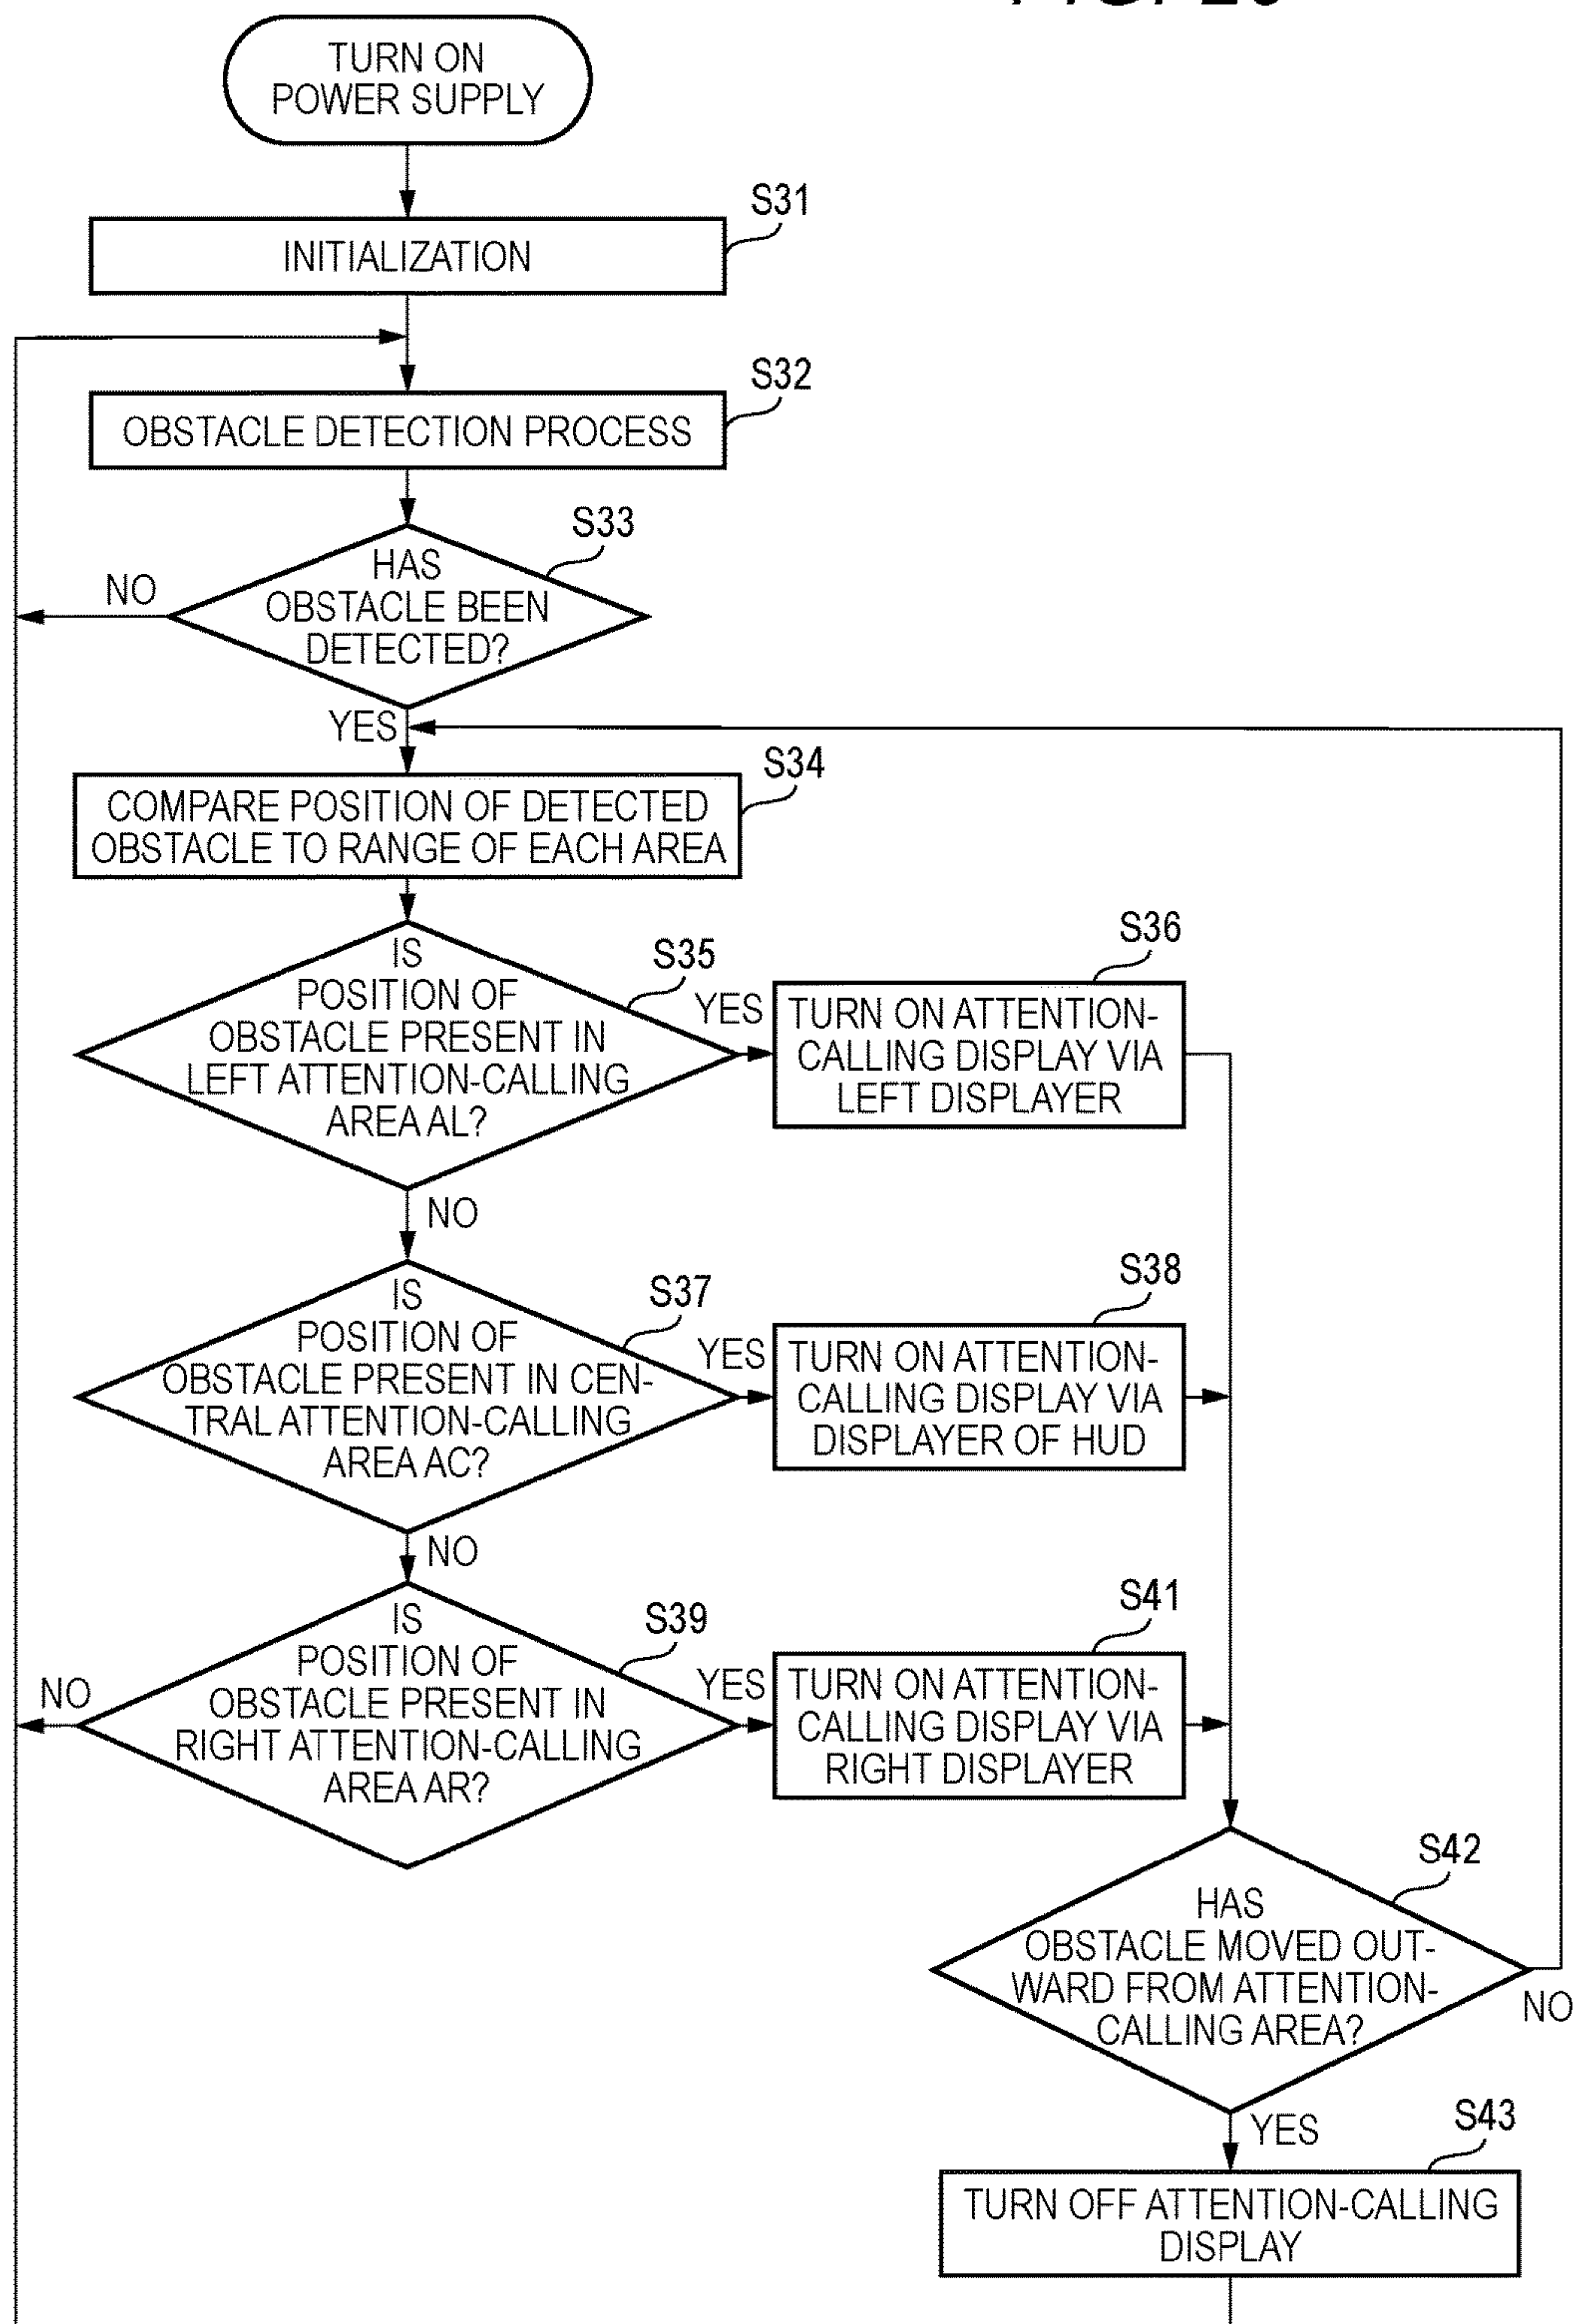 TURN ON
POWER SUPPLY
S31
INITIALIZATION
S32
OBSTACLE DETECTION PROCESS
S33
HAS
OBSTACLE BEEN
DETECTED?
NO
YES
S34
COMPARE POSITION OF DETECTED
OBSTACLE TO RANGE OF EACH AREA
S35
IS
POSITION OF
OBSTACLE PRESENT IN
LEFT ATTENTION-CALLING
AREA AL?
YES
S36
TURN ON ATTENTION-
CALLING DISPLAY VIA
LEFT DISPLAYER
NO
S37
IS
POSITION OF
OBSTACLE PRESENT IN CEN-
TRAL ATTENTION-CALLING
AREA AC?
YES
S38
TURN ON ATTENTION-
CALLING DISPLAY VIA
DISPLAYER OF HUD
NO
S39
IS
POSITION OF
OBSTACLE PRESENT IN
RIGHT ATTENTION-CALLING
AREA AR?
NO
YES
S41
TURN ON ATTENTION-
CALLING DISPLAY VIA
RIGHT DISPLAYER
S42
HAS
OBSTACLE MOVED OUT-
WARD FROM ATTENTION-
CALLING AREA?
NO
YES
S43
TURN OFF ATTENTION-CALLING
DISPLAY